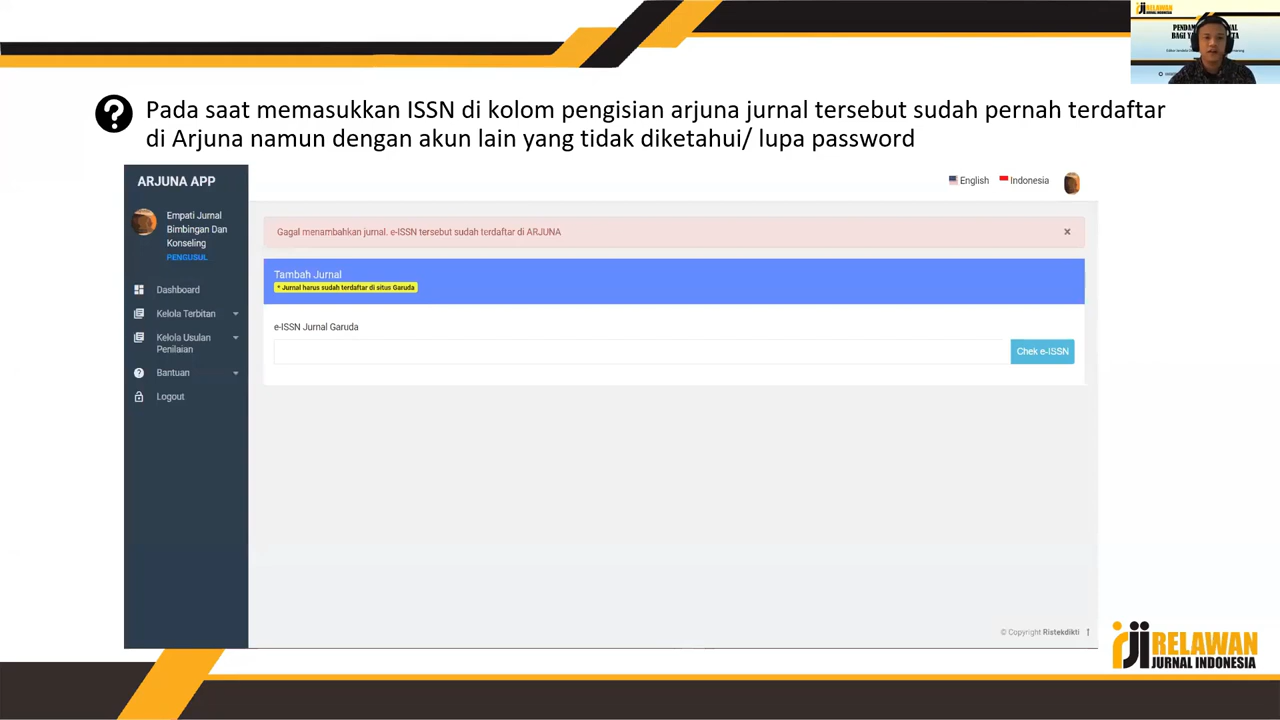 RELAWAN
Pada saat memasukkan ISSN di kolom pengisian arjuna jurnal tersebut sudah pernah terdaftar
di Arjuna namun dengan akun lain yang tidak diketahui/ lupa password
ARJUNA APP
English
Indonesia
Empati Jurnal
Bimbingan Dan
Konseling
PENGUSUL
Dashboard
Kelola Terbitan
Kelola Usulan
Penilaian
Bantuan
Logout
Gagal menambahkan jurnal. e-ISSN tersebut sudah terdaftar di ARJUNA
×
Tambah Jurnal
* Jurnal harus sudah terdaftar di situs Garuda
e-ISSN Jurnal Garuda
Chek e-ISSN
© Copyright Ristekdikti ↑
rji RELAWAN
JURNAL INDONESIA